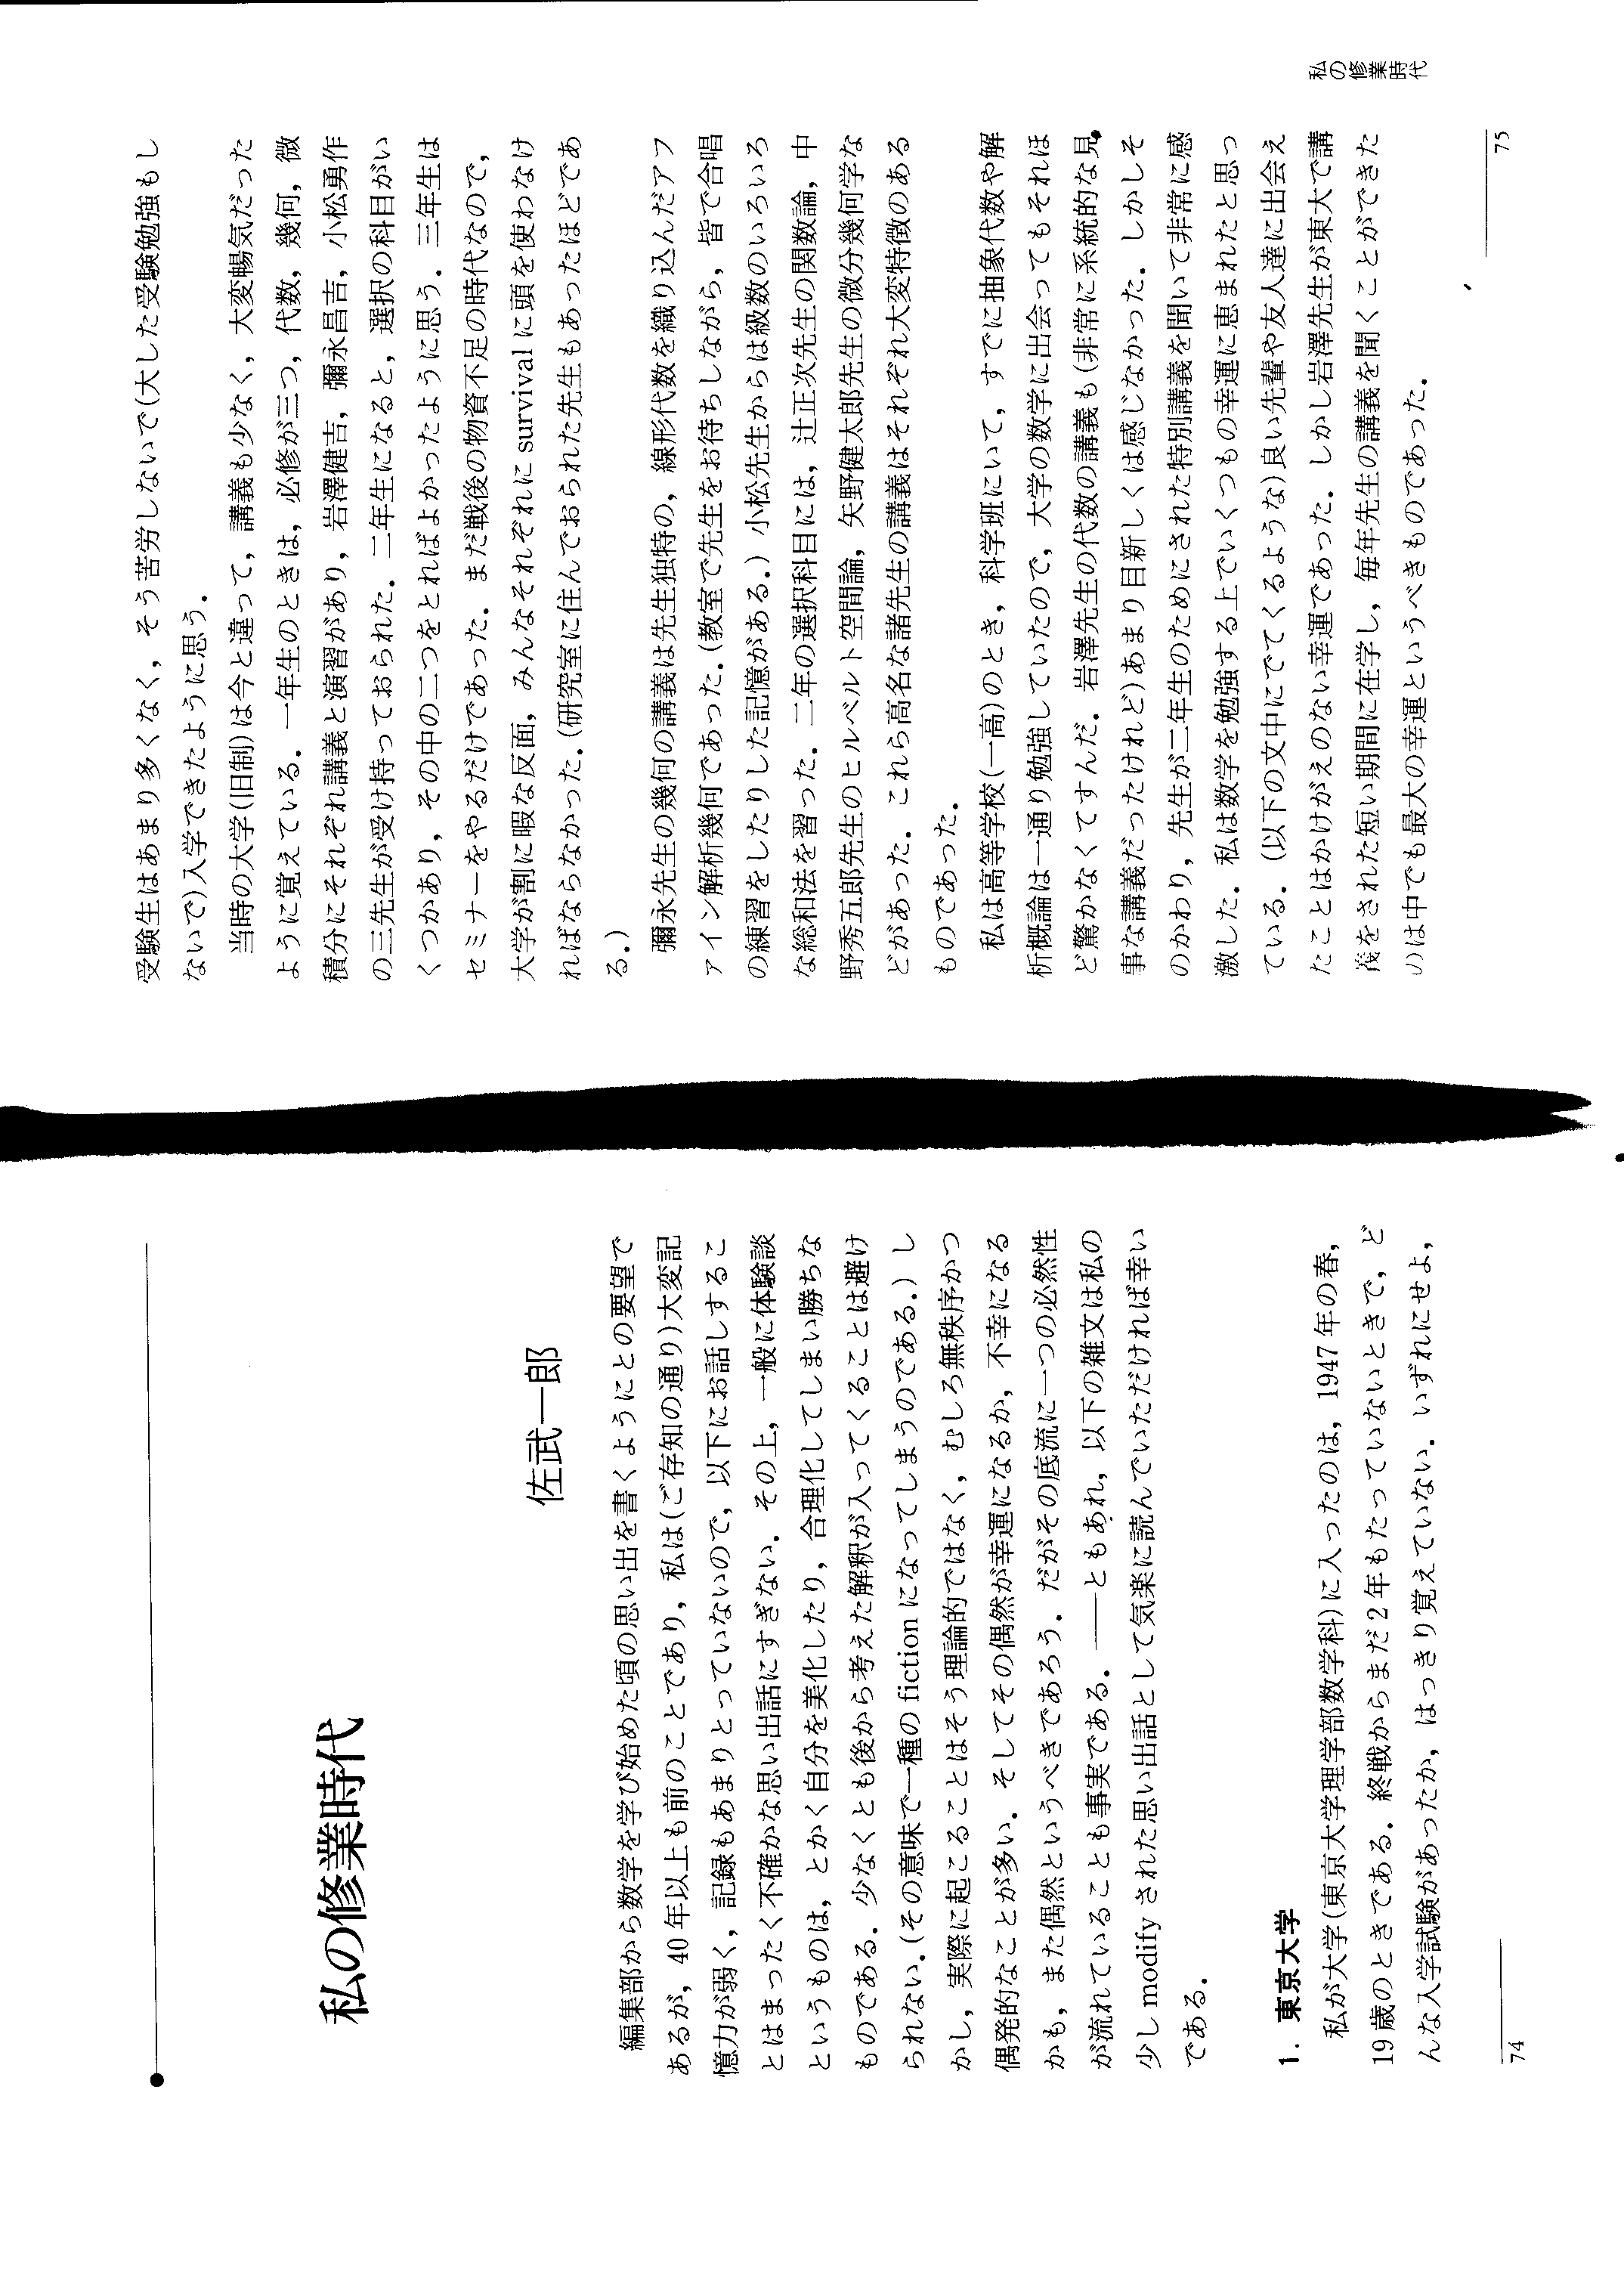 私の修業時代
佐武一郎
編集部から数学を学び始めた頃の思い出を書くようにとの要望で
あるが，40年以上も前のことであり，私は(ご存知の通り)大変記
憶力が弱く，記録もあまりとっていないので，以下にお話しするこ
とはまったく不確かな思い出話にすぎない．その上，一般に体験談
というものは，とかく自分を美化したり，合理化してしまい勝ちな
ものである．少なくとも後から考えた解釈が入ってくることは避け
られない．(その意味で一種の fiction になってしまうのである.) し
かし，実際に起こることはそう理論的ではなく，むしろ無秩序かつ
偶発的なことが多い．そしてその偶然が幸運になるか，不幸になる
かも，また偶然というべきであろう．だがその底流に一つの必然性
が流れていることも事実である．――ともあれ，以下の雑文は私の
少し modify された思い出話として気楽に読んでいただければ幸い
である．
1. 東京大学
私が大学(東京大学理学部数学科)に入ったのは，1947年の春，
19歳のときである．終戦からまだ2年もたっていないときで，ど
んな入学試験があったか，はっきり覚えていない．いずれにせよ，
74
受験生はあまり多くなく，そう苦労しないで(大した受験勉強もし
ないで)入学できたように思う．
当時の大学(旧制)は今と違って，講義も少なく，大変暢気だった
ように覚えている．一年生のときは，必修が三つ，代数，幾何，微
積分にそれぞれ講義と演習があり，岩澤健吉，彌永昌吉，小松勇作
の三先生が受け持っておられた．二年生になると，選択の科目がい
くつかあり，その中の二つをとればよかったように思う．三年生は
セミナーをやるだけであった．まだ戦後の物資不足の時代なので，
大学が割に暇な反面，みんなそれぞれに survival に頭を使わなけ
ればならなかった．(研究室に住んでおられた先生もあったほどであ
る.)
彌永先生の幾何の講義は先生独特の，線形代数を織り込んだアフ
ァイン解析幾何であった．(教室で先生をお待ちしながら，皆で合唱
の練習をしたりした記憶がある.) 小松先生からは級数のいろいろ
な総和法を習った．二年の選択科目には，辻正次先生の関数論，中
野秀五郎先生のヒルベルト空間論，矢野健太郎先生の微分幾何学な
どがあった．これら高名な諸先生の講義はそれぞれ大変特徴のある
ものであった．
私は高等学校(一高)のとき，科学班にいて，すでに抽象代数や解
析概論は一通り勉強していたので，大学の数学に出会ってもそれほ
ど驚かなくてすんだ．岩澤先生の代数の講義も(非常に系統的な見
事な講義だったけれど)あまり目新しくは感じなかった．しかしそ
のかわり，先生が二年生のためにされた特別講義を聞いて非常に感
激した．私は数学を勉強する上でいくつもの幸運に恵まれたと思っ
ている．(以下の文中にでてくるような)良い先輩や友人達に出会え
たことはかけがえのない幸運であった．しかし岩澤先生が東大で講
義をされた短い期間に在学し，毎年先生の講義を聞くことができた
のは中でも最大の幸運というべきものであった．
私の修業時代
75